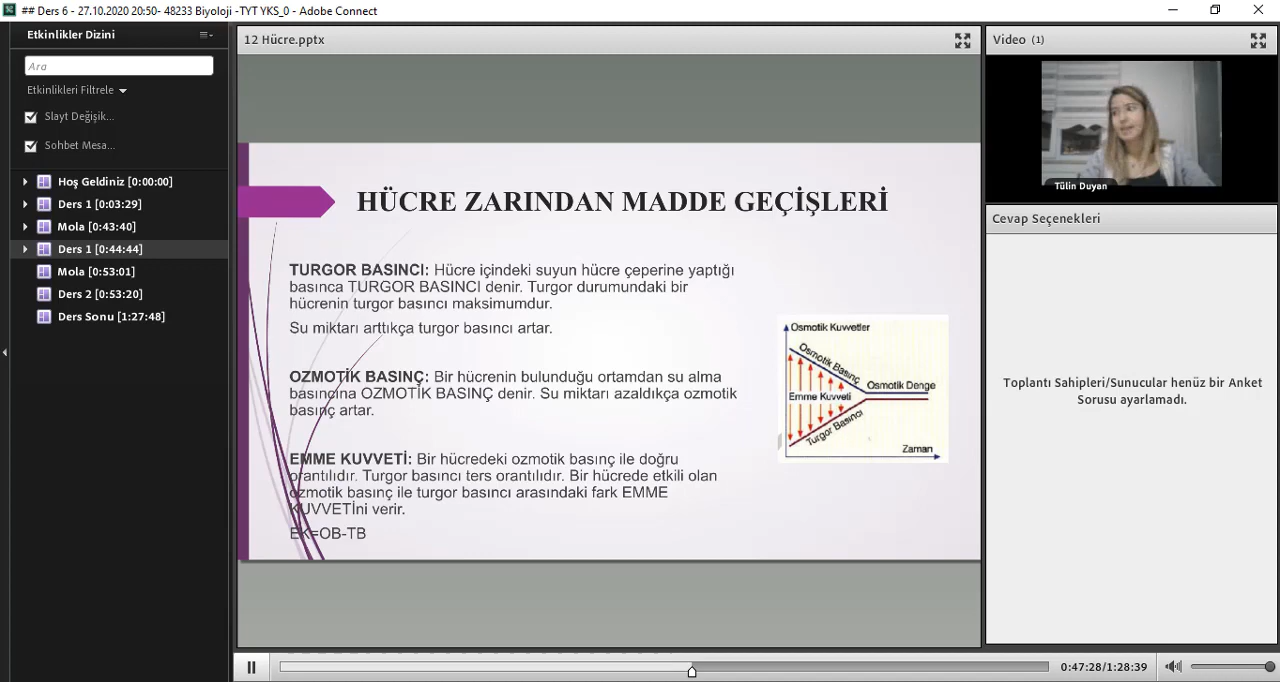 ## Ders 6 - 27.10.2020 20:50- 48233 Biyoloji -TYT YKS_0 - Adobe Connect
Etkinlikler Dizini
Ara
Etkinlikleri Filtrele
Slayt Değişik...
Sohbet Mesa...
Hoş Geldiniz [0:00:00]
Ders 1 [0:03:29]
Mola [0:43:40]
Ders 1 [0:44:44]
Mola [0:53:01]
Ders 2 [0:53:20]
Ders Sonu [1:27:48]
12 Hücre.pptx
HÜCRE ZARINDAN MADDE GEÇİŞLERİ
TURGOR BASINCI: Hücre içindeki suyun hücre çeperine yaptığı
basınca TURGOR BASINCI denir. Turgor durumundaki bir
hücrenin turgor basıncı maksimumdur.
Su miktarı arttıkça turgor basıncı artar.
OZMOTİK BASINÇ: Bir hücrenin bulunduğu ortamdan su alma
basıncına OZMOTİK BASINÇ denir. Su miktarı azaldıkça ozmotik
basınç artar.
EMME KUVVETİ: Bir hücredeki ozmotik basınç ile doğru
orantılıdır. Turgor basıncı ters orantılıdır. Bir hücrede etkili olan
ozmotik basınç ile turgor basıncı arasındaki fark EMME
KUVVETİni verir.
EK=OB-TB
Osmotik Kuvvetler
Osmotik Basınç
Osmotik Denge
Emme Kuvveti
Turgor Basıncı
Zaman
Video (1)
Tülin Duyan
Cevap Seçenekleri
Toplantı Sahipleri/Sunucular henüz bir Anket
Sorusu ayarlamadı.
0:47:28/1:28:39